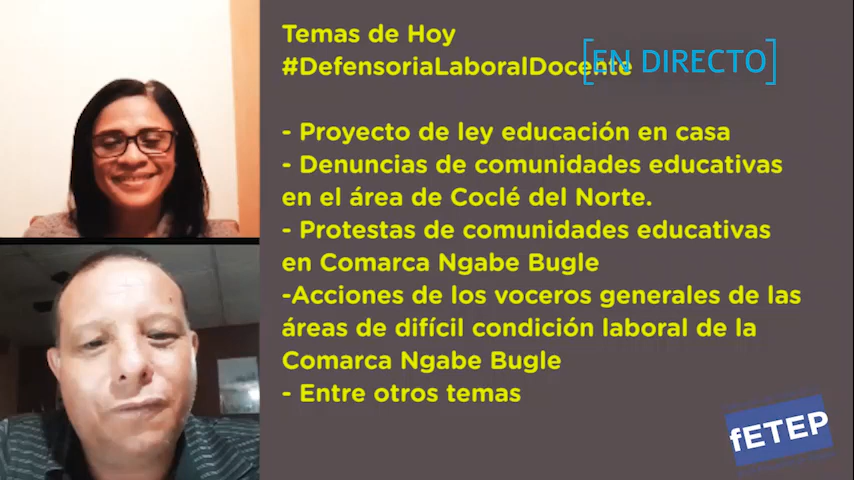 Temas de Hoy
#DefensoriaLaboralDocente
[EN DIRECTO]
- Proyecto de ley educación en casa
- Denuncias de comunidades educativas
en el área de Coclé del Norte.
- Protestas de comunidades educativas
en Comarca Ngabe Bugle
-Acciones de los voceros generales de las
áreas de difícil condición laboral de la
Comarca Ngabe Bugle
- Entre otros temas
fETEP